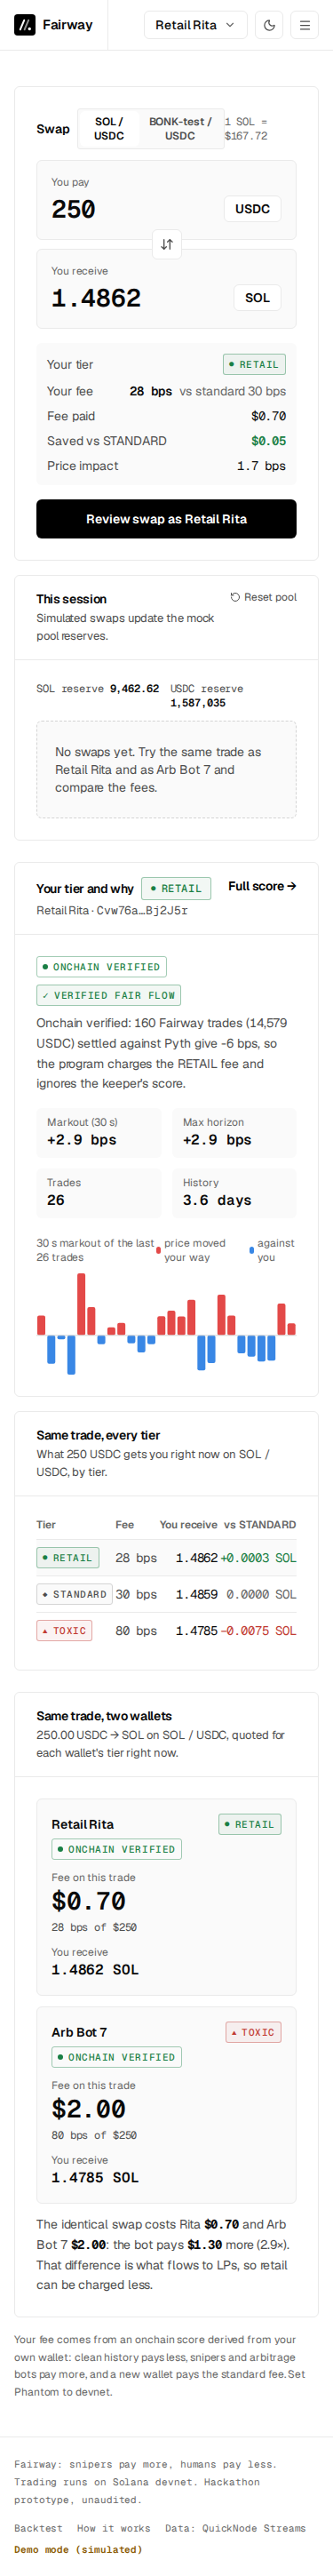 Fairway
Retail Rita
Swap
SOL /
USDC
BONK-test /
USDC
1 SOL =
$167.72
You pay
250
USDC
You receive
1.4862
SOL
Your tier
RETAIL
Your fee
28 bps vs standard 30 bps
Fee paid
$0.70
Saved vs STANDARD
$0.05
Price impact
1.7 bps
Review swap as Retail Rita
This session
Reset pool
Simulated swaps update the mock
pool reserves.
SOL reserve 9,462.62
USDC reserve
1,587,035
No swaps yet. Try the same trade as
Retail Rita and as Arb Bot 7 and
compare the fees.
Your tier and why
RETAIL
Full score →
Retail Rita · Cvw76a…Bj2J5r
ONCHAIN VERIFIED
✓ VERIFIED FAIR FLOW
Onchain verified: 160 Fairway trades (14,579
USDC) settled against Pyth give -6 bps, so
the program charges the RETAIL fee and
ignores the keeper's score.
Markout (30 s)
+2.9 bps
Max horizon
+2.9 bps
Trades
26
History
3.6 days
30 s markout of the last
26 trades
price moved
your way
against
you
Same trade, every tier
What 250 USDC gets you right now on SOL /
USDC, by tier.
Tier Fee You receive vs STANDARD
RETAIL 28 bps 1.4862 +0.0003 SOL
STANDARD 30 bps 1.4859 0.0000 SOL
TOXIC 80 bps 1.4785 −0.0075 SOL
Same trade, two wallets
250.00 USDC → SOL on SOL / USDC, quoted for
each wallet's tier right now.
Retail Rita
RETAIL
ONCHAIN VERIFIED
Fee on this trade
$0.70
28 bps of $250
You receive
1.4862 SOL
Arb Bot 7
TOXIC
ONCHAIN VERIFIED
Fee on this trade
$2.00
80 bps of $250
You receive
1.4785 SOL
The identical swap costs Rita $0.70 and Arb
Bot 7 $2.00: the bot pays $1.30 more (2.9×).
That difference is what flows to LPs, so retail
can be charged less.
Your fee comes from an onchain score derived from your
own wallet: clean history pays less, snipers and arbitrage
bots pay more, and a new wallet pays the standard fee. Set
Phantom to devnet.
Fairway: snipers pay more, humans pay less.
Trading runs on Solana devnet. Hackathon
prototype, unaudited.
Backtest How it works Data: QuickNode Streams
Demo mode (simulated)